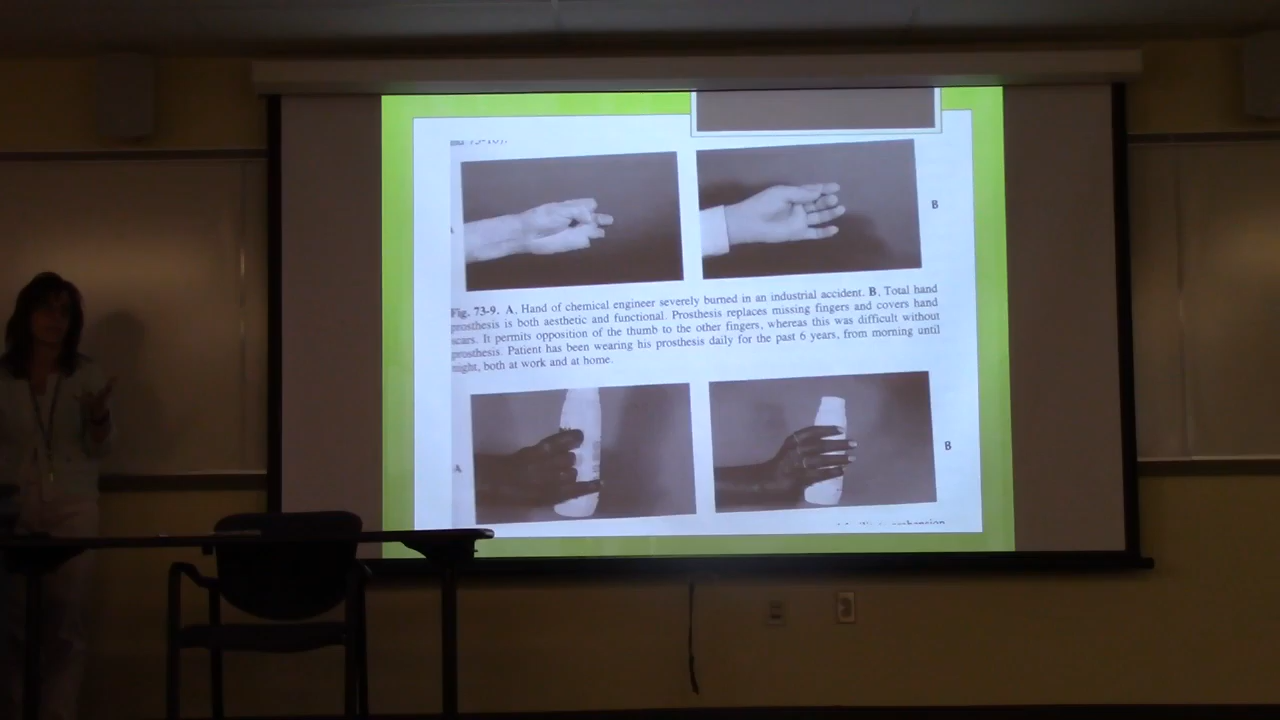 B
Fig. 73-9. A, Hand of chemical engineer severely burned in an industrial accident. B, Total hand
prosthesis is both aesthetic and functional. Prosthesis replaces missing fingers and covers hand
scars. It permits opposition of the thumb to the other fingers, whereas this was difficult without
prosthesis. Patient has been wearing his prosthesis daily for the past 6 years, from morning until
night, both at work and at home.
A
B